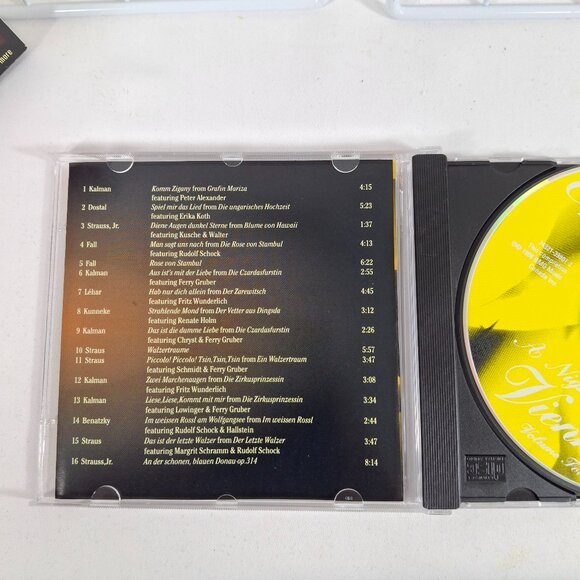 more
1 Kalman Komm Zigany from Grafin Mariza 4:15
featuring Peter Alexander
2 Dostal Spiel mir das Lied from Die ungarisches Hochzeit 5:23
featuring Erika Koth
3 Strauss, Jr. Diene Augen dunkel Sterne from Blume von Hawaii 1:37
featuring Kusche & Walter
4 Fall Man sagt uns nach from Die Rose von Stambul 4:13
featuring Rudolf Schock
5 Fall Rose von Stambul 6:22
6 Kalman Aus ist's mit der Liebe from Die Czardasfurstin 2:55
featuring Ferry Gruber
7 Lébar Hab nur dich allein from Der Zarewitsch 3:47
featuring Fritz Wunderlich
8 Kunneke Strahlende Mond from Der Vetter aus Dingsda 3:12
featuring Renate Holm
9 Kalman Das ist die dumme Liebe from Die Czardasfurstin 2:26
featuring Chryst & Ferry Gruber
10 Straus Walzertraume 5:57
11 Straus Piccolo! Piccolo! Tsin,Tsin,Tsin from Ein Walzertraum 3:47
featuring Schmidt & Ferry Gruber
12 Kalman Zwei Marchenaugen from Die Zirkusprinzessin 3:08
featuring Fritz Wunderlich
13 Kalman Liese,Liese,Kommt mit mir from Die Zirkusprinzessin 3:34
featuring Lowinger & Ferry Gruber
14 Benatzky Im weissen Rossl am Wolfgangsee from Im weissen Rossl 2:44
featuring Rudolf Schock & Hallstein
15 Straus Das ist der letzte Walzer from Der Letzte Walzer 3:47
featuring Margrit Schramm & Rudolf Schock
16 Strauss,Jr. An der schonen, blauen Donau op.314 8:14
A Nig
Vien
Volume